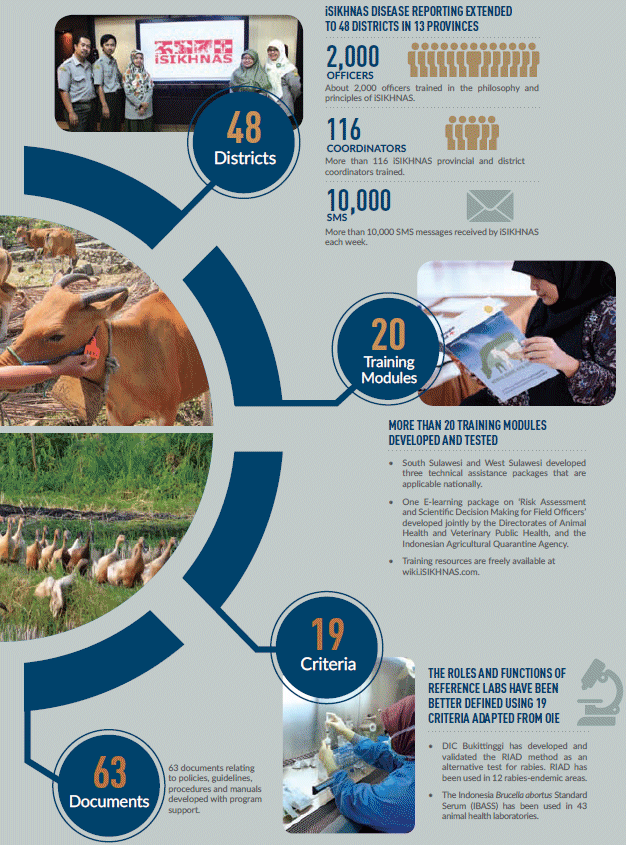 iSIKHNAS DISEASE REPORTING EXTENDED
TO 48 DISTRICTS IN 13 PROVINCES
iSIKHNAS
48
Districts
2,000
OFFICERS
About 2,000 officers trained in the philosophy and
principles of iSIKHNAS.
116
COORDINATORS
More than 116 iSIKHNAS provincial and district
coordinators trained.
10,000
SMS
More than 10,000 SMS messages received by iSIKHNAS
each week.
20
Training
Modules
MORE THAN 20 TRAINING MODULES
DEVELOPED AND TESTED
• South Sulawesi and West Sulawesi developed
three technical assistance packages that are
applicable nationally.
• One E-learning package on ‘Risk Assessment
and Scientific Decision Making for Field Officers’
developed jointly by the Directorates of Animal
Health and Veterinary Public Health, and the
Indonesian Agricultural Quarantine Agency.
• Training resources are freely available at
wiki.iSIKHNAS.com.
19
Criteria
THE ROLES AND FUNCTIONS OF
REFERENCE LABS HAVE BEEN
BETTER DEFINED USING 19
CRITERIA ADAPTED FROM OIE
• DIC Bukittinggi has developed and
validated the RIAD method as an
alternative test for rabies. RIAD has
been used in 12 rabies-endemic areas.
• The Indonesia Brucella abortus Standard
Serum (IBASS) has been used in 43
animal health laboratories.
63
Documents
63 documents relating
to policies, guidelines,
procedures and manuals
developed with program
support.